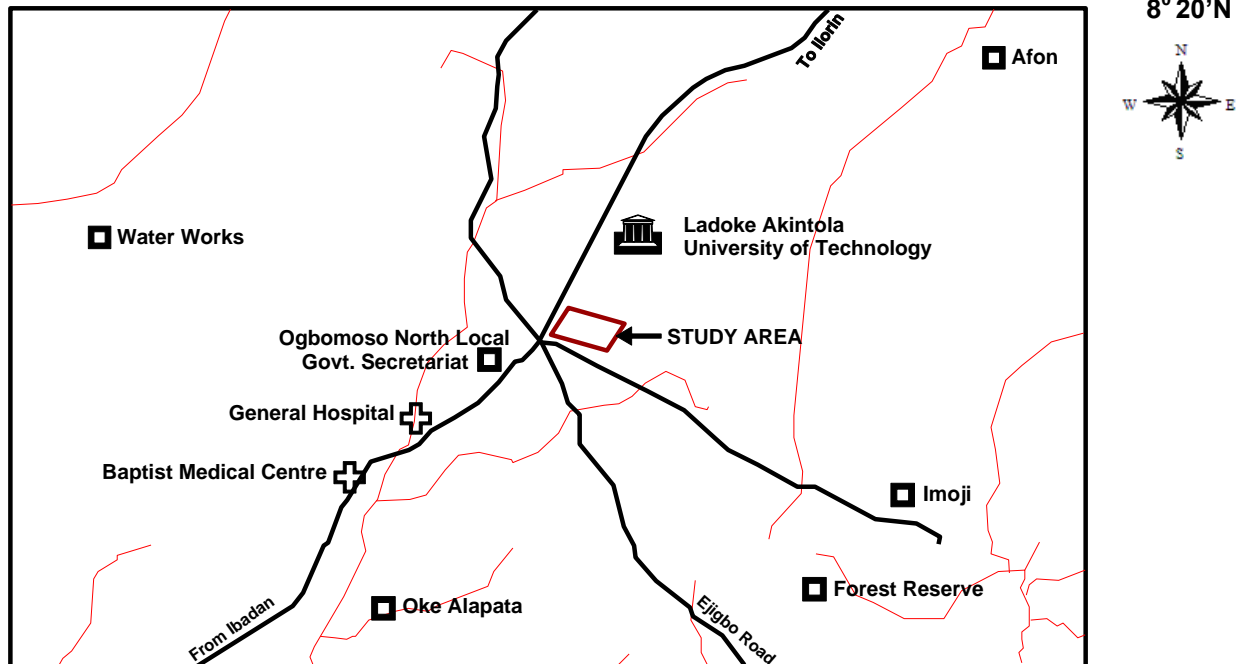 8° 20’N
N
W E
S
To Ilorin
Afon
Water Works
Ladoke Akintola
University of Technology
Ogbomoso North Local
Govt. Secretariat
STUDY AREA
General Hospital
Baptist Medical Centre
Imoji
Forest Reserve
Oke Alapata
From Ibadan
Ejigbo Road